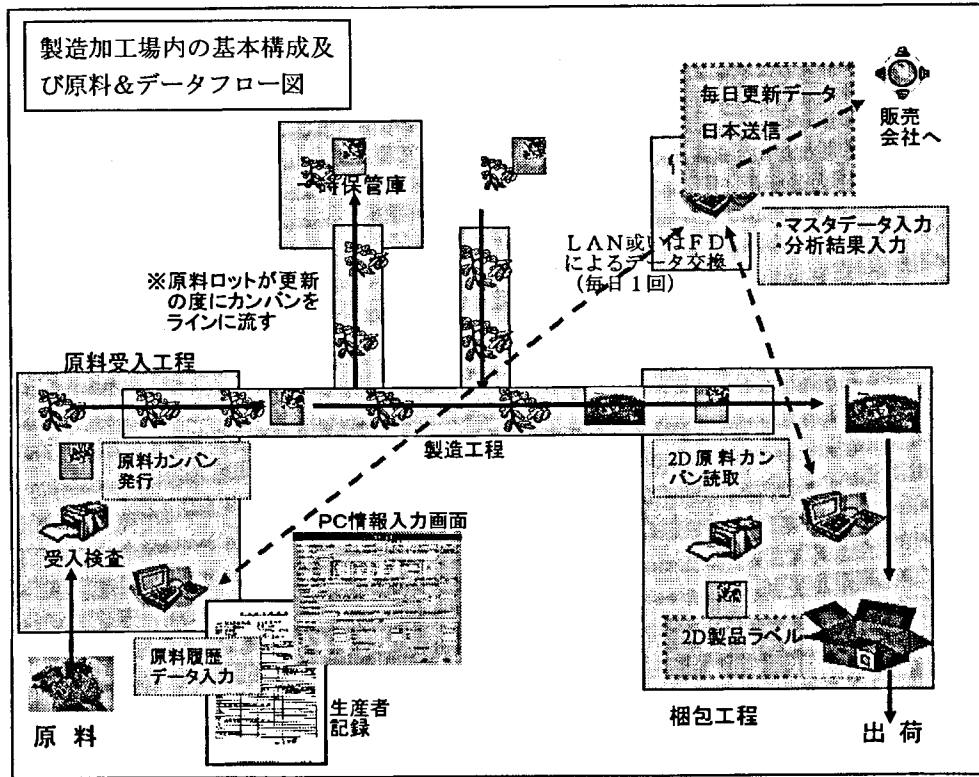 製造加工場内の基本構成及
び原料＆データフロー図
毎日更新データ
日本送信
販売
会社へ
一時保管庫
・マスタデータ入力
・分析結果入力
ＬＡＮ或いはＦＤ
によるデータ交換
（毎日１回）
※原料ロットが更新
の度にカンバンを
ラインに流す
原料受入工程
製造工程
原料カンバン
発行
2D原料カン
バン読取
PC情報入力画面
受入検査
2D製品ラベル
原料履歴
データ入力
生産者
記録
梱包工程
原 料
出 荷